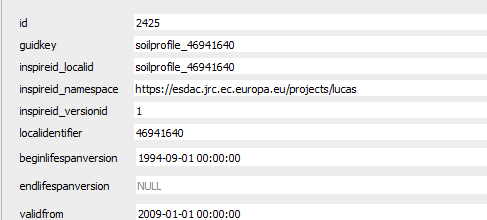 id 2425
guidkey soilprofile_46941640
inspireid_localid soilprofile_46941640
inspireid_namespace https://esdac.jrc.ec.europa.eu/projects/lucas
inspireid_versionid 1
localidentifier 46941640
beginlifespanversion 1994-09-01 00:00:00
endlifespanversion NULL
validfrom 2009-01-01 00:00:00